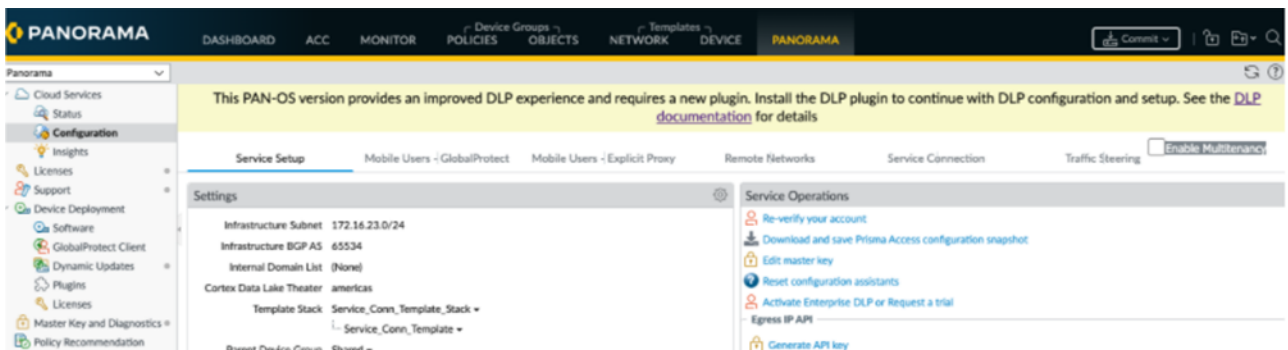 PANORAMA
Device Groups
Templates
DASHBOARD ACC MONITOR POLICIES OBJECTS NETWORK DEVICE PANORAMA
Commit
Panorama
Cloud Services
Status
Configuration
Insights
Licenses
Support
Device Deployment
Software
GlobalProtect Client
Dynamic Updates
Plugins
Licenses
Master Key and Diagnostics
Policy Recommendation
This PAN-OS version provides an improved DLP experience and requires a new plugin. Install the DLP plugin to continue with DLP configuration and setup. See the DLP
documentation for details
Service Setup Mobile Users - GlobalProtect Mobile Users - Explicit Proxy Remote Networks Service Connection Traffic Steering Enable Multitenancy
Settings
Infrastructure Subnet 172.16.23.0/24
Infrastructure BGP AS 65534
Internal Domain List (None)
Cortex Data Lake Theater americas
Template Stack Service_Conn_Template_Stack
Service_Conn_Template
Parent Device Group Shared
Service Operations
Re-verify your account
Download and save Prisma Access configuration snapshot
Edit master key
Reset configuration assistants
Activate Enterprise DLP or Request a trial
Egress IP API
Generate API key